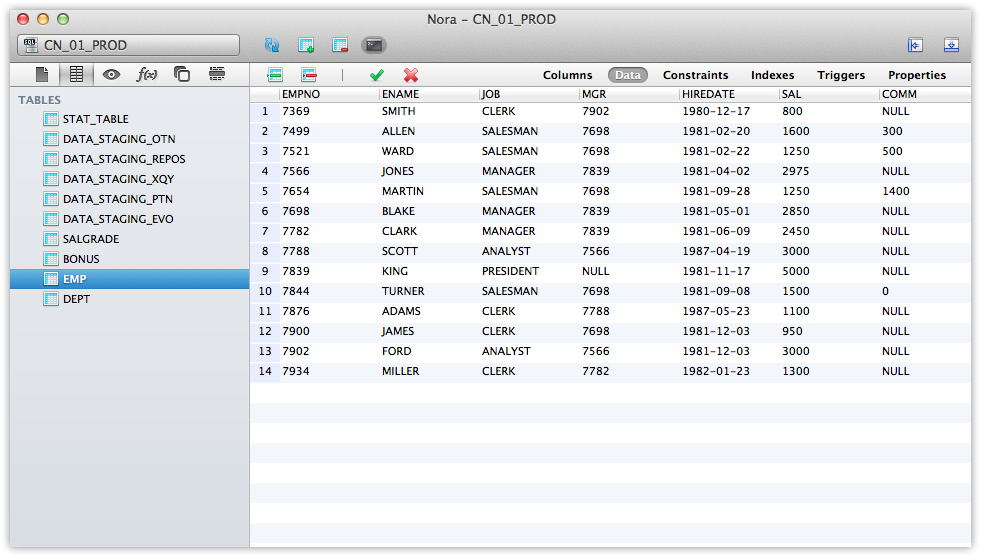 Nora – CN_01_PROD
SQL CN_01_PROD
f(x)
Columns Data Constraints Indexes Triggers Properties
TABLES
STAT_TABLE
DATA_STAGING_OTN
DATA_STAGING_REPOS
DATA_STAGING_XQY
DATA_STAGING_PTN
DATA_STAGING_EVO
SALGRADE
BONUS
EMP
DEPT
EMPNO ENAME JOB MGR HIREDATE SAL COMM
1 7369 SMITH CLERK 7902 1980-12-17 800 NULL
2 7499 ALLEN SALESMAN 7698 1981-02-20 1600 300
3 7521 WARD SALESMAN 7698 1981-02-22 1250 500
4 7566 JONES MANAGER 7839 1981-04-02 2975 NULL
5 7654 MARTIN SALESMAN 7698 1981-09-28 1250 1400
6 7698 BLAKE MANAGER 7839 1981-05-01 2850 NULL
7 7782 CLARK MANAGER 7839 1981-06-09 2450 NULL
8 7788 SCOTT ANALYST 7566 1987-04-19 3000 NULL
9 7839 KING PRESIDENT NULL 1981-11-17 5000 NULL
10 7844 TURNER SALESMAN 7698 1981-09-08 1500 0
11 7876 ADAMS CLERK 7788 1987-05-23 1100 NULL
12 7900 JAMES CLERK 7698 1981-12-03 950 NULL
13 7902 FORD ANALYST 7566 1981-12-03 3000 NULL
14 7934 MILLER CLERK 7782 1982-01-23 1300 NULL